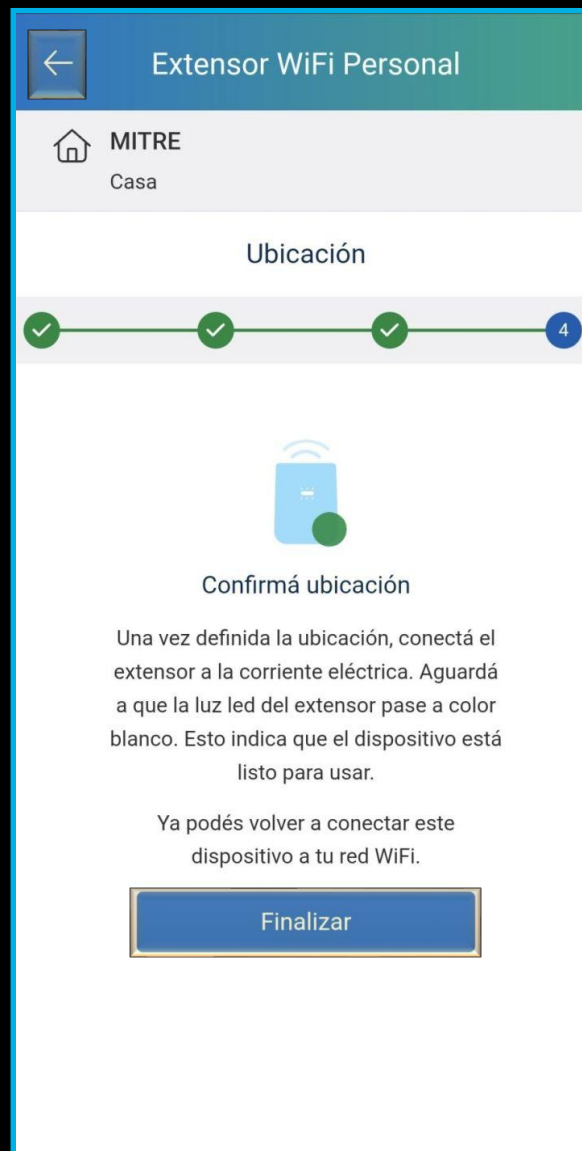 Extensor WiFi Personal
MITRE
Casa
Ubicación
4
Confirmá ubicación
Una vez definida la ubicación, conectá el
extensor a la corriente eléctrica. Aguardá
a que la luz led del extensor pase a color
blanco. Esto indica que el dispositivo está
listo para usar.
Ya podés volver a conectar este
dispositivo a tu red WiFi.
Finalizar